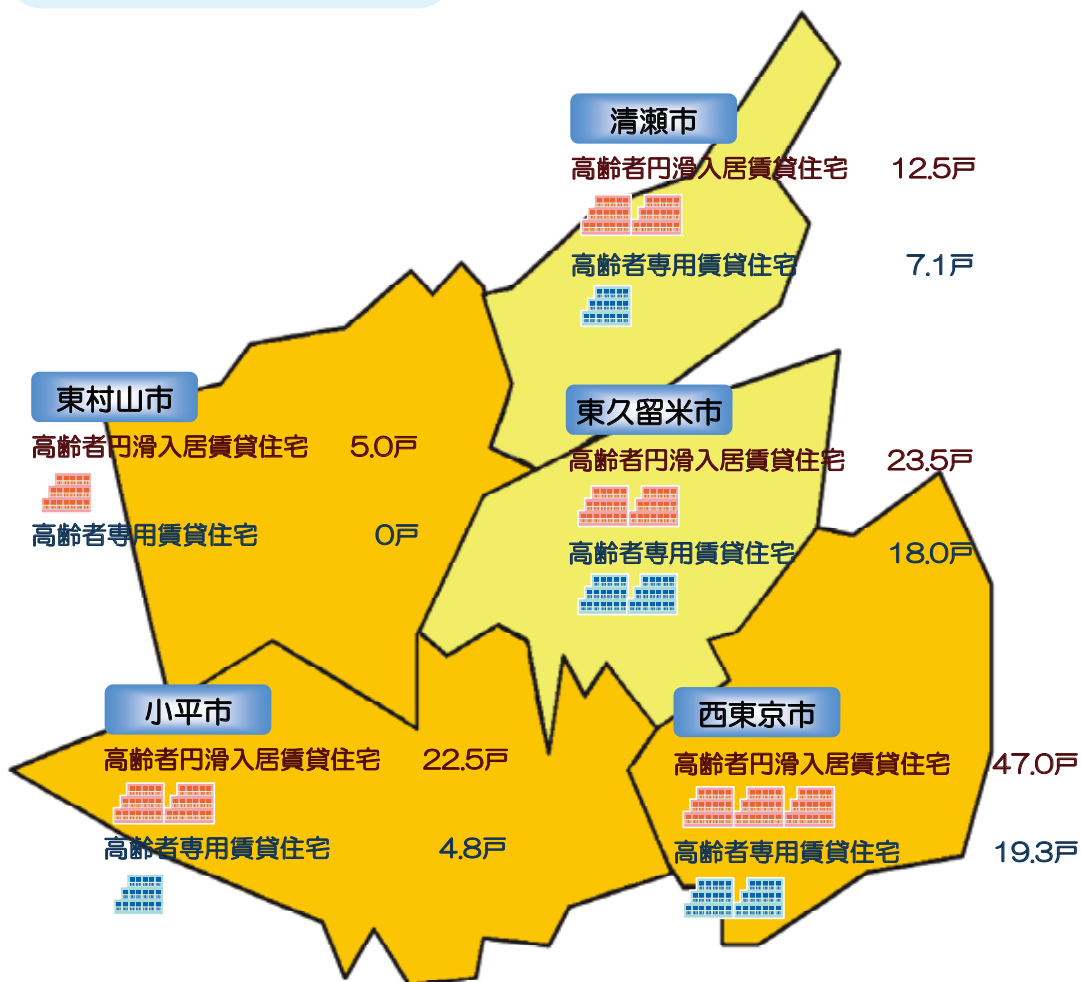 清瀬市
高齢者円滑入居賃貸住宅 12.5戸
高齢者専用賃貸住宅 7.1戸
東村山市
高齢者円滑入居賃貸住宅 5.0戸
高齢者専用賃貸住宅 0戸
東久留米市
高齢者円滑入居賃貸住宅 23.5戸
高齢者専用賃貸住宅 18.0戸
小平市
高齢者円滑入居賃貸住宅 22.5戸
高齢者専用賃貸住宅 4.8戸
西東京市
高齢者円滑入居賃貸住宅 47.0戸
高齢者専用賃貸住宅 19.3戸